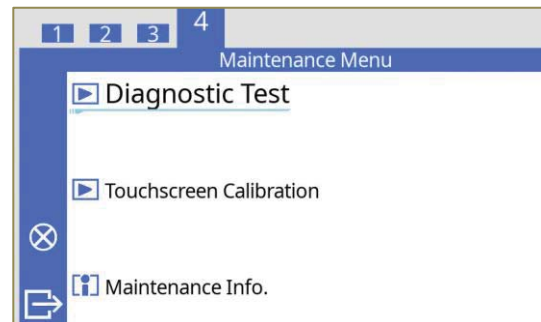 1 2 3 4
Maintenance Menu
Diagnostic Test
Touchscreen Calibration
Maintenance Info.